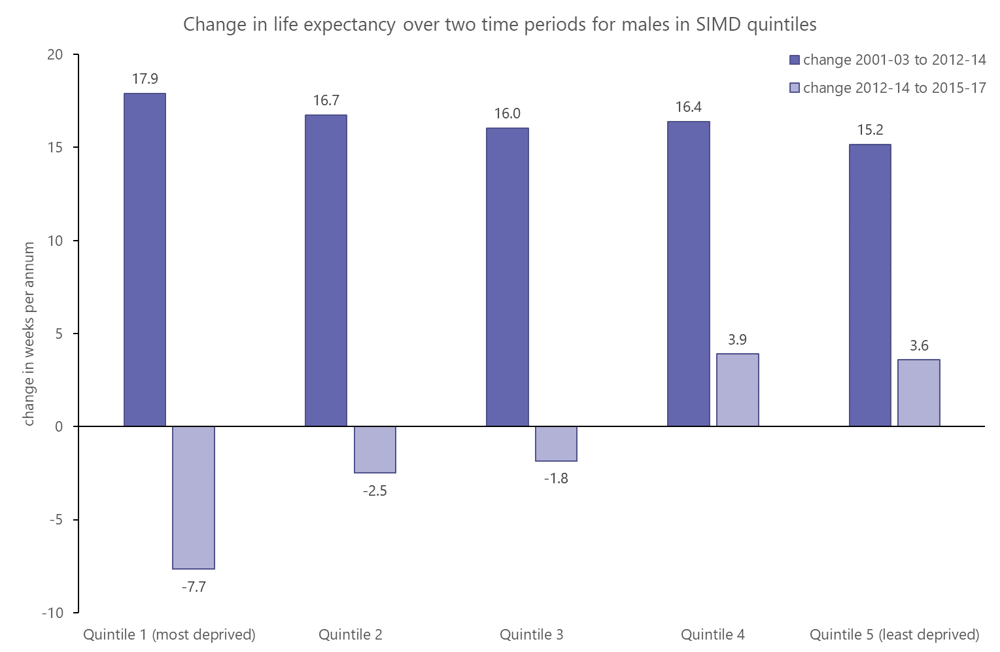 Change in life expectancy over two time periods for males in SIMD quintiles
change 2001-03 to 2012-14
change 2012-14 to 2015-17
change in weeks per annum
20
15
10
5
0
-5
-10
17.9
16.7
16.0
16.4
15.2
-7.7
-2.5
-1.8
3.9
3.6
Quintile 1 (most deprived)
Quintile 2
Quintile 3
Quintile 4
Quintile 5 (least deprived)